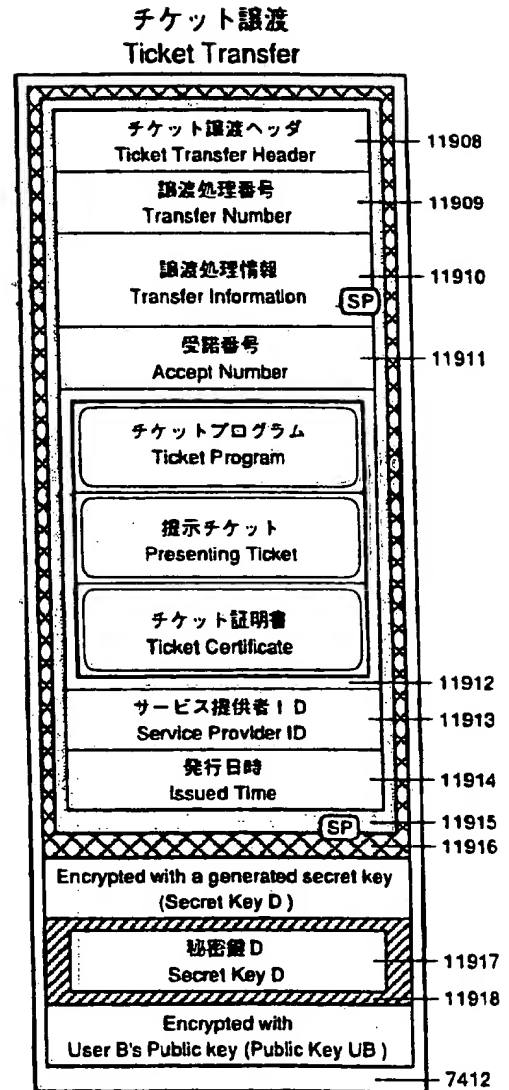 チケット譲渡
Ticket Transfer
チケット譲渡ヘッダ
Ticket Transfer Header
11908
譲渡処理番号
Transfer Number
11909
譲渡処理情報
Transfer Information
SP
11910
受諾番号
Accept Number
11911
チケットプログラム
Ticket Program
提示チケット
Presenting Ticket
チケット証明書
Ticket Certificate
11912
サービス提供者ID
Service Provider ID
11913
発行日時
Issued Time
11914
SP
11915
11916
Encrypted with a generated secret key
(Secret Key D)
秘密鍵D
Secret Key D
11917
11918
Encrypted with
User B's Public key (Public Key UB)
7412